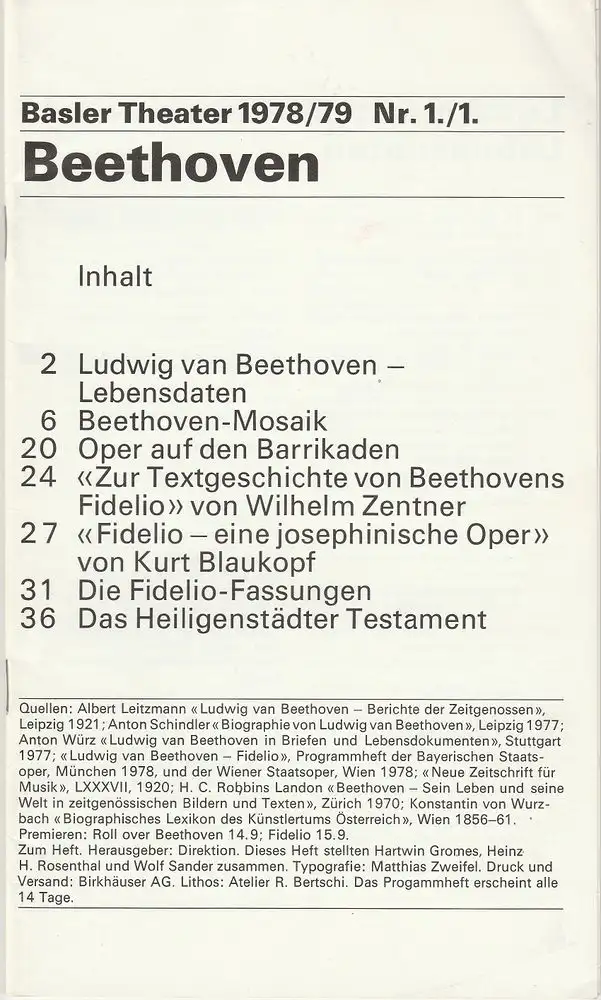 Basler Theater 1978/79 Nr. 1./1.
Beethoven
Inhalt
2 Ludwig van Beethoven –
Lebensdaten
6 Beethoven-Mosaik
20 Oper auf den Barrikaden
24 «Zur Textgeschichte von Beethovens
Fidelio» von Wilhelm Zentner
27 «Fidelio – eine josephinische Oper»
von Kurt Blaukopf
31 Die Fidelio-Fassungen
36 Das Heiligenstädter Testament
Quellen: Albert Leitzmann «Ludwig van Beethoven – Berichte der Zeitgenossen»,
Leipzig 1921; Anton Schindler «Biographie von Ludwig van Beethoven», Leipzig 1977;
Anton Würz «Ludwig van Beethoven in Briefen und Lebensdokumenten», Stuttgart
1977; «Ludwig van Beethoven – Fidelio», Programmheft der Bayerischen Staats-
oper, München 1978, und der Wiener Staatsoper, Wien 1978; «Neue Zeitschrift für
Musik», LXXXVII, 1920; H. C. Robbins Landon «Beethoven – Sein Leben und seine
Welt in zeitgenössischen Bildern und Texten», Zürich 1970; Konstantin von Wurz-
bach «Biographisches Lexikon des Künstlertums Österreich», Wien 1856–61.
Premieren: Roll over Beethoven 14.9; Fidelio 15.9.
Zum Heft. Herausgeber: Direktion. Dieses Heft stellten Hartwin Gromes, Heinz
H. Rosenthal und Wolf Sander zusammen. Typografie: Matthias Zweifel. Druck und
Versand: Birkhäuser AG. Lithos: Atelier R. Bertschi. Das Progammheft erscheint alle
14 Tage.